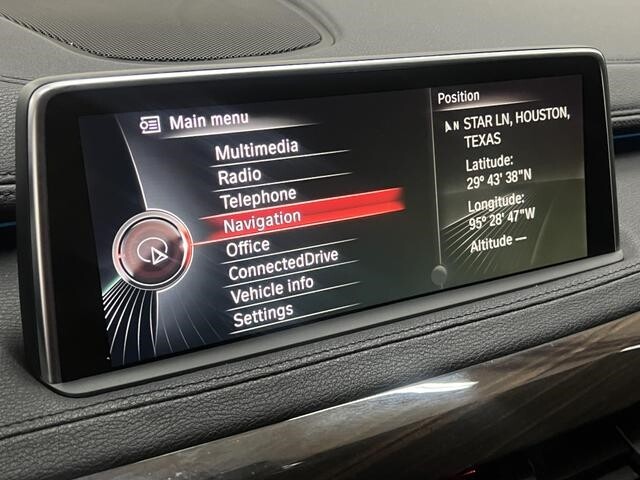 Main menu
Multimedia
Radio
Telephone
Navigation
Office
ConnectedDrive
Vehicle info
Settings
Position
N STAR LN, HOUSTON,
TEXAS
Latitude:
29° 43' 38"N
Longitude:
95° 28' 47"W
Altitude —